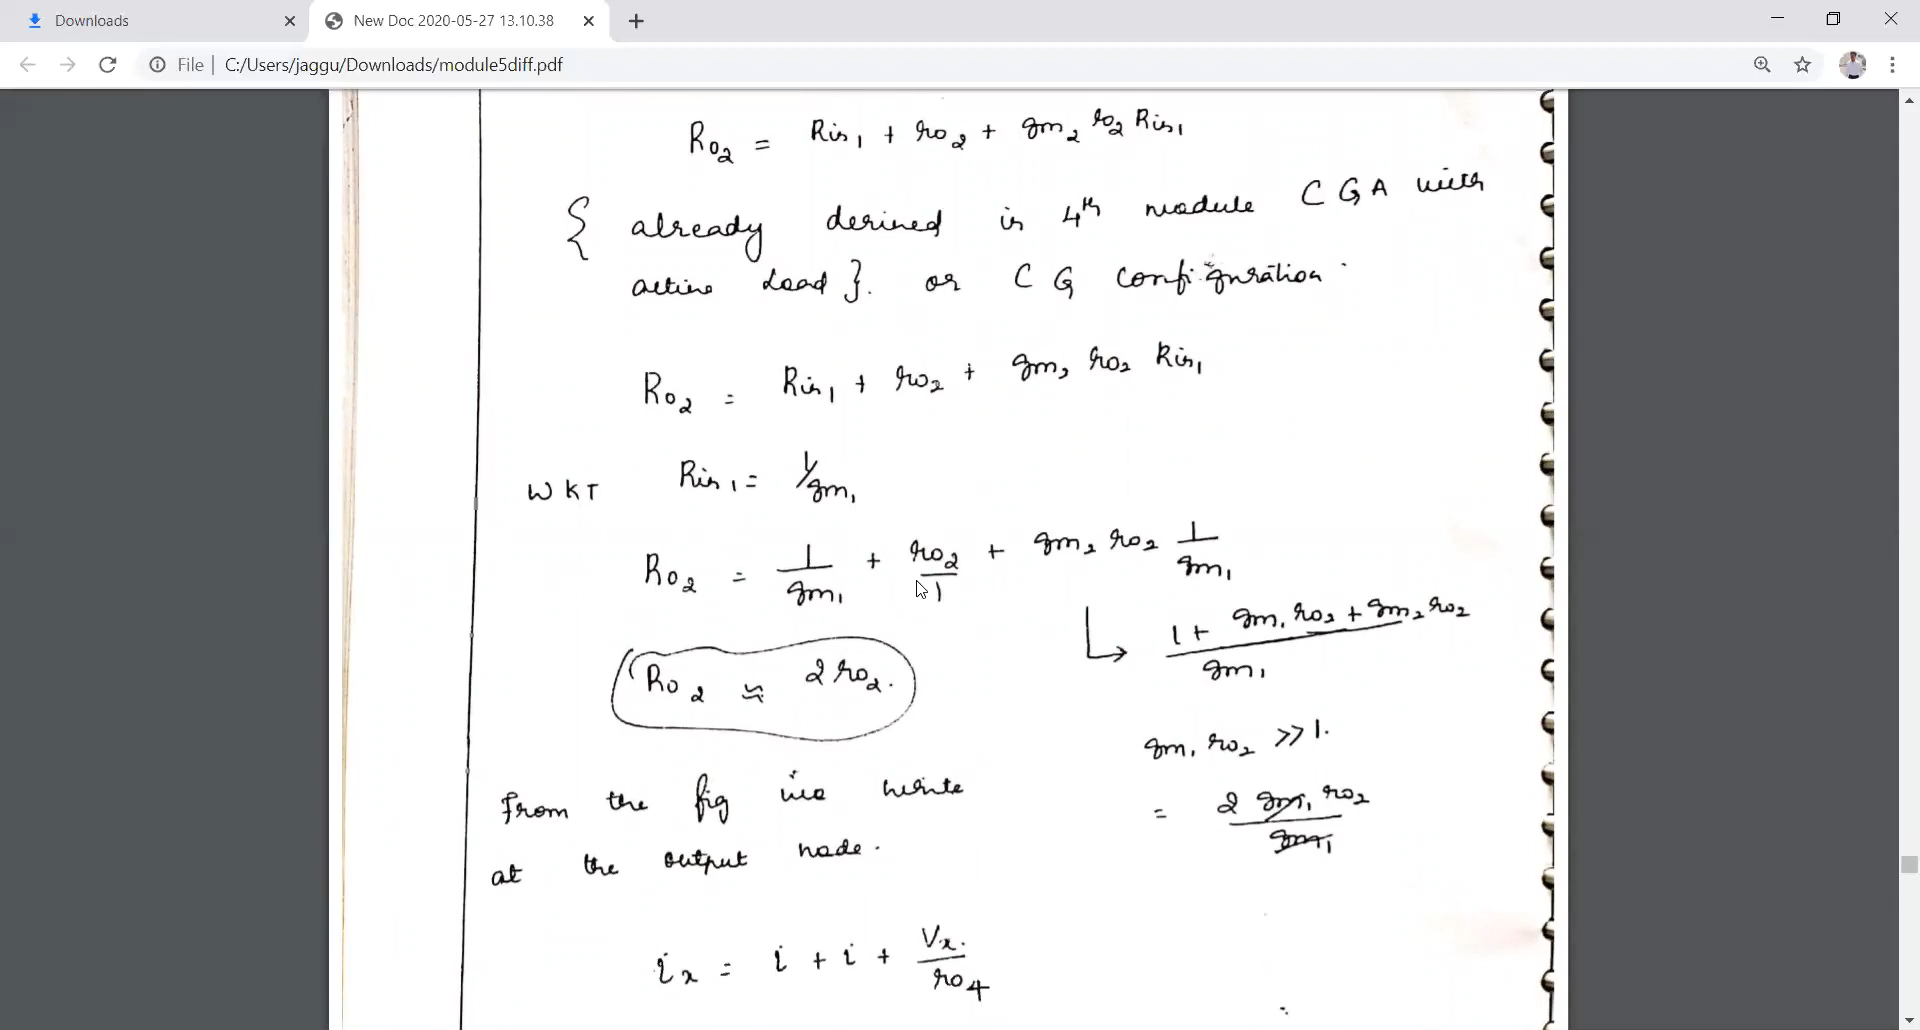 Downloads
New Doc 2020-05-27 13.10.38
File | C:/Users/jaggu/Downloads/module5diff.pdf
Ro2 = Rin1 + ro2 + gm2 ro2 Rin1
{ already derived in 4th module CGA with
active Load }. or CG configuration.
Ro2 = Rin1 + ro2 + gm2 ro2 Rin1
WKT Rin1 = 1/gm1
Ro2 = 1/gm1 + ro2/1 + gm2 ro2 1/gm1
↳ (1 + gm1 ro2 + gm2 ro2)/gm1
Ro2 ≈ 2ro2.
gm1 ro2 >> 1.
= 2 gm1 ro2 / gm1
from the fig we write
at the output node.
ix = i + i + Vx./ro4